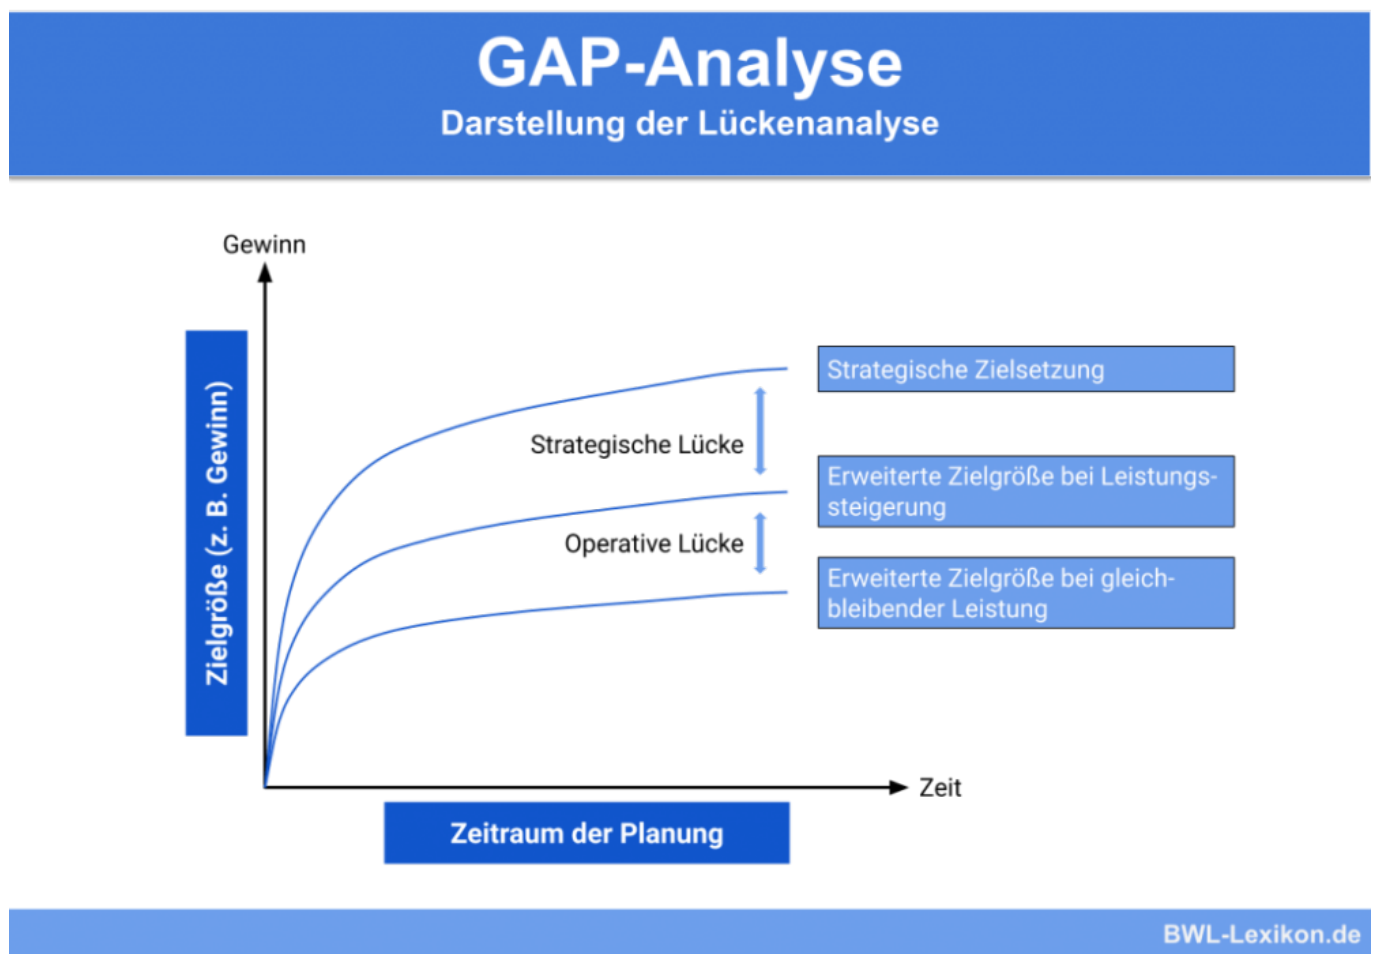 GAP-Analyse
Darstellung der Lückenanalyse
Gewinn
Zielgröße (z. B. Gewinn)
Strategische Zielsetzung
Strategische Lücke
Erweiterte Zielgröße bei Leistungs-
steigerung
Operative Lücke
Erweiterte Zielgröße bei gleich-
bleibender Leistung
Zeit
Zeitraum der Planung
BWL-Lexikon.de